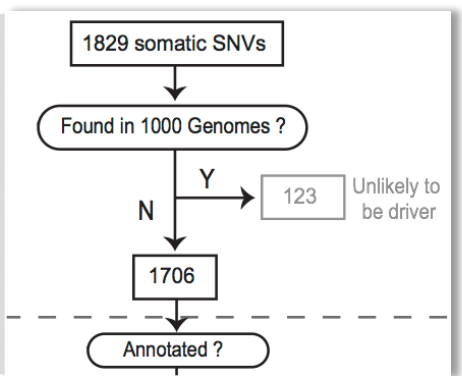 1829 somatic SNVs
Found in 1000 Genomes ?
Y
123
Unlikely to
be driver
N
1706
Annotated ?